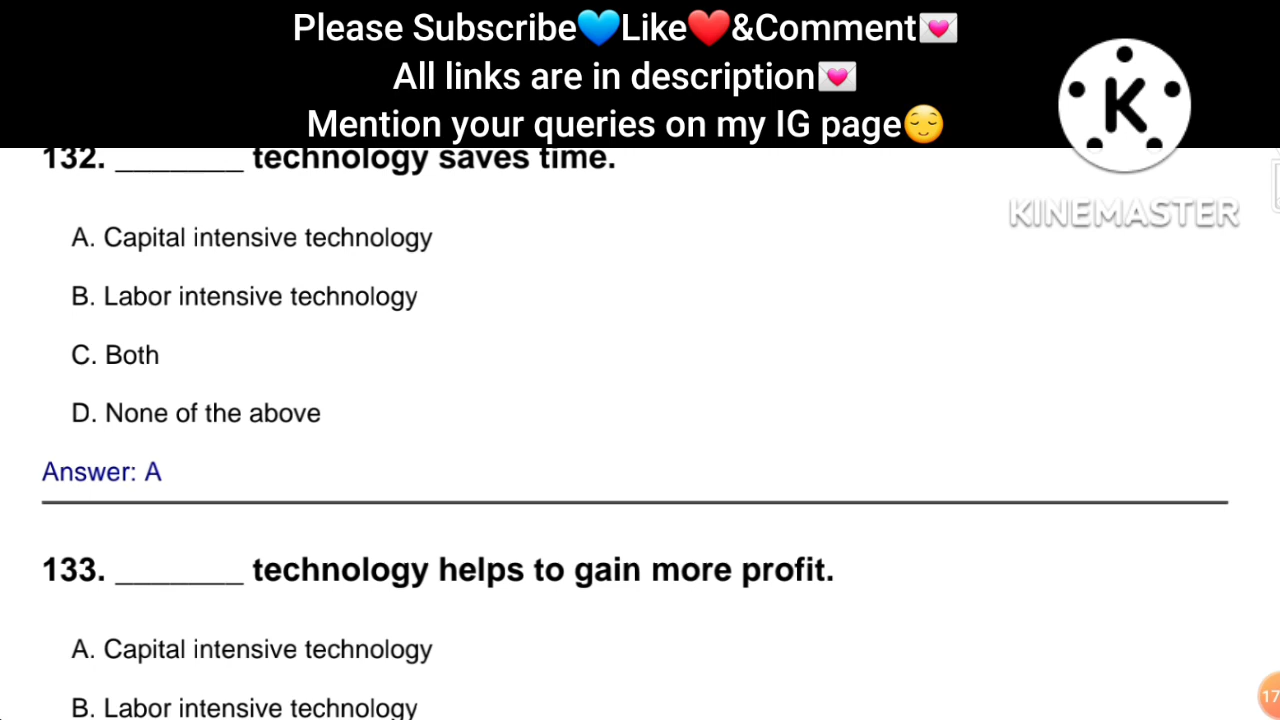 Please Subscribe💙Like❤️&Comment💌
All links are in description💌
Mention your queries on my IG page😌
K
KINEMASTER
132. _______ technology saves time.
A. Capital intensive technology
B. Labor intensive technology
C. Both
D. None of the above
Answer: A
133. _______ technology helps to gain more profit.
A. Capital intensive technology
B. Labor intensive technology
17